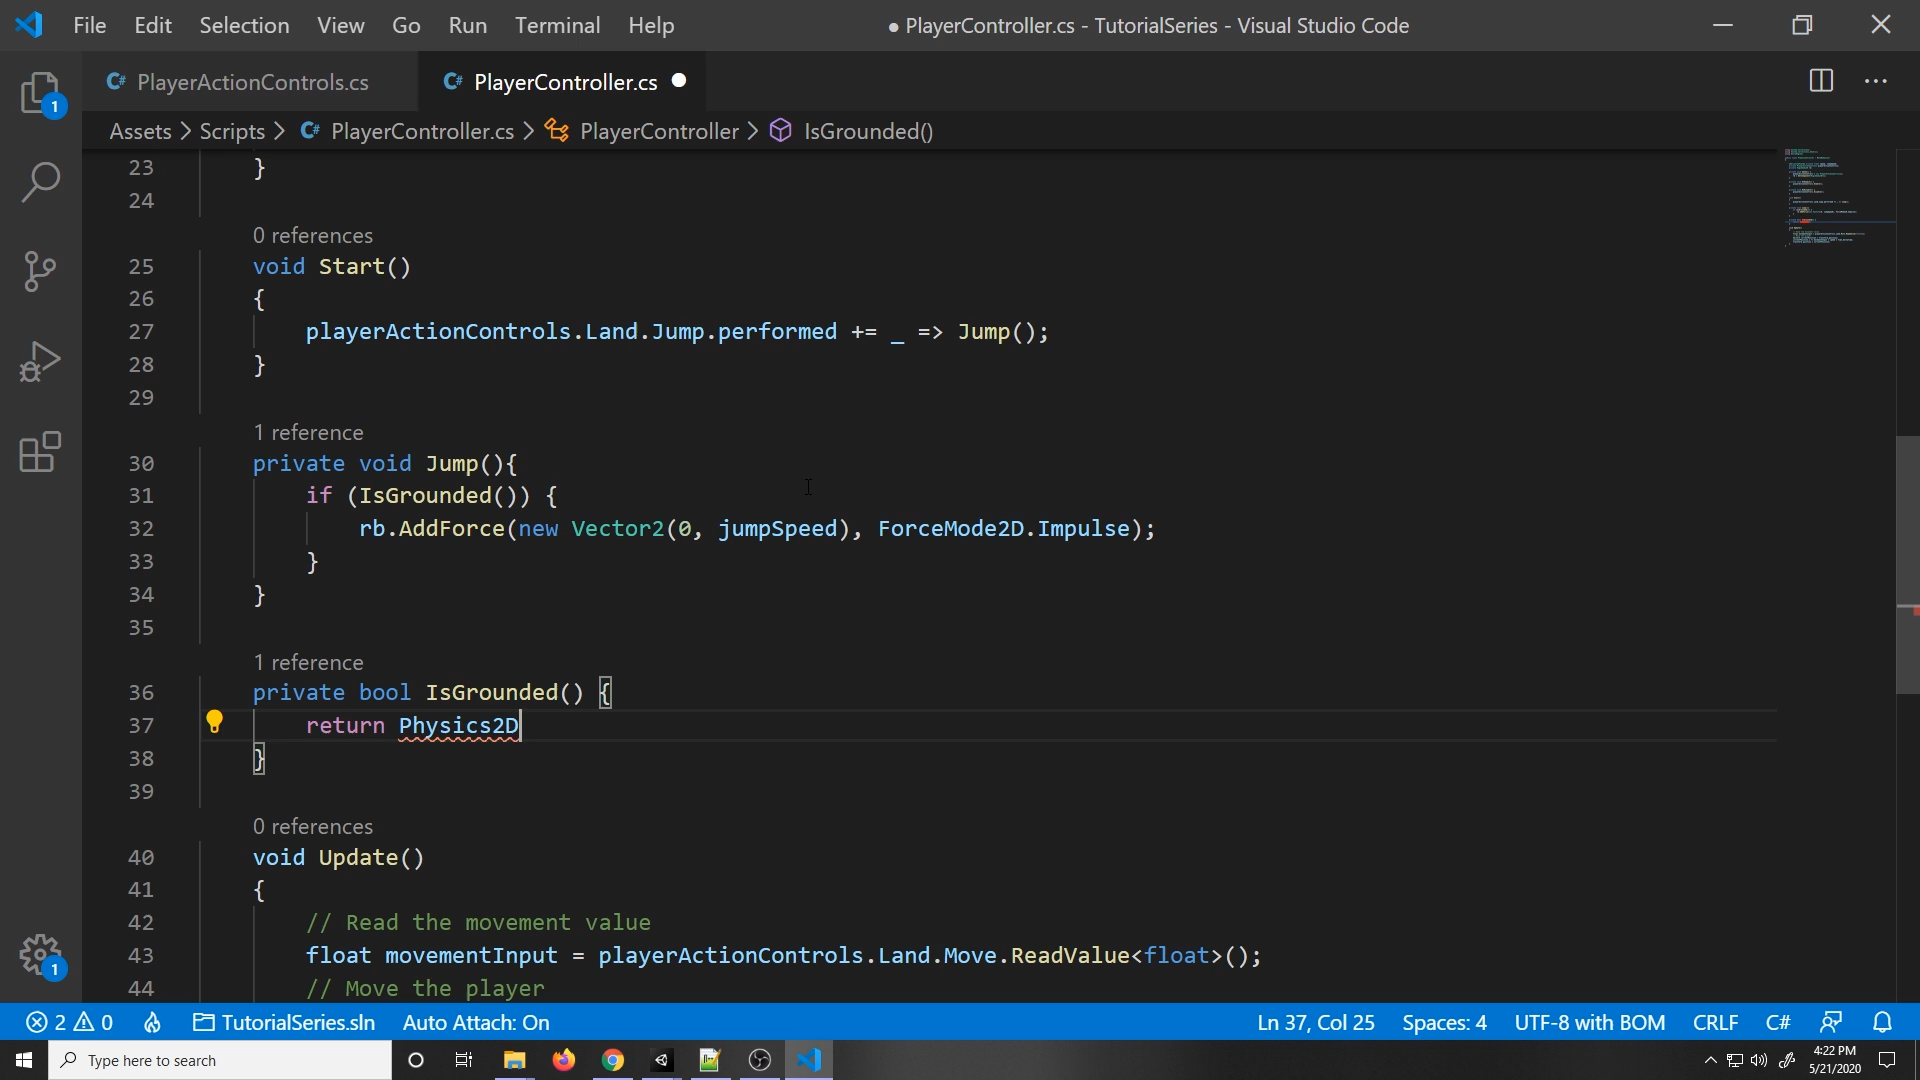 File Edit Selection View Go Run Terminal Help ● PlayerController.cs - TutorialSeries - Visual Studio Code
C# PlayerActionControls.cs C# PlayerController.cs ●
1
Assets > Scripts > C# PlayerController.cs > PlayerController > IsGrounded()
23 }
24
0 references
25 void Start()
26 {
27 playerActionControls.Land.Jump.performed += _ => Jump();
28 }
29
1 reference
30 private void Jump(){
31 if (IsGrounded()) {
32 rb.AddForce(new Vector2(0, jumpSpeed), ForceMode2D.Impulse);
33 }
34 }
35
1 reference
36 private bool IsGrounded() {
37 return Physics2D
38 }
39
0 references
40 void Update()
41 {
42 // Read the movement value
43 float movementInput = playerActionControls.Land.Move.ReadValue<float>();
44 // Move the player
1
2 0 TutorialSeries.sln Auto Attach: On Ln 37, Col 25 Spaces: 4 UTF-8 with BOM CRLF C#
Type here to search 4:22 PM
5/21/2020